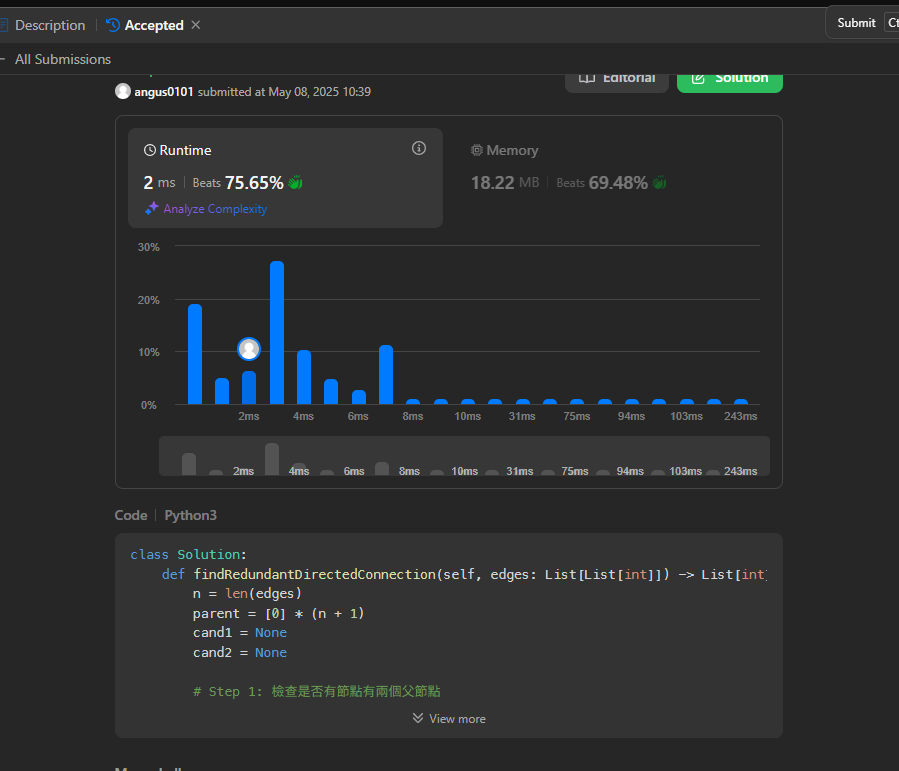 Description
Accepted ×
Submit
All Submissions
Editorial
Solution
angus0101 submitted at May 08, 2025 10:39
Runtime
Memory
2 ms | Beats 75.65%
18.22 MB | Beats 69.48%
Analyze Complexity
30%
20%
10%
0%
2ms 4ms 6ms 8ms 10ms 31ms 75ms 94ms 103ms 243ms
2ms 4ms 6ms 8ms 10ms 31ms 75ms 94ms 103ms 243ms
Code | Python3
class Solution:
def findRedundantDirectedConnection(self, edges: List[List[int]]) -> List[int]
n = len(edges)
parent = [0] * (n + 1)
cand1 = None
cand2 = None
# Step 1: 檢查是否有節點有兩個父節點
View more